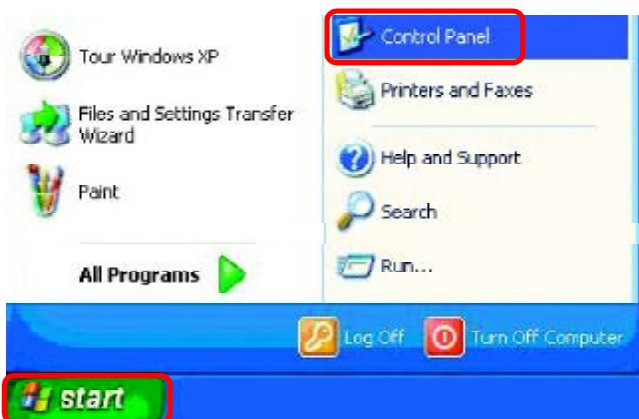 Tour Windows XP
Files and Settings Transfer
Wizard
Paint
All Programs
Control Panel
Printers and Faxes
Help and Support
Search
Run...
Log Off
Turn Off Computer
start